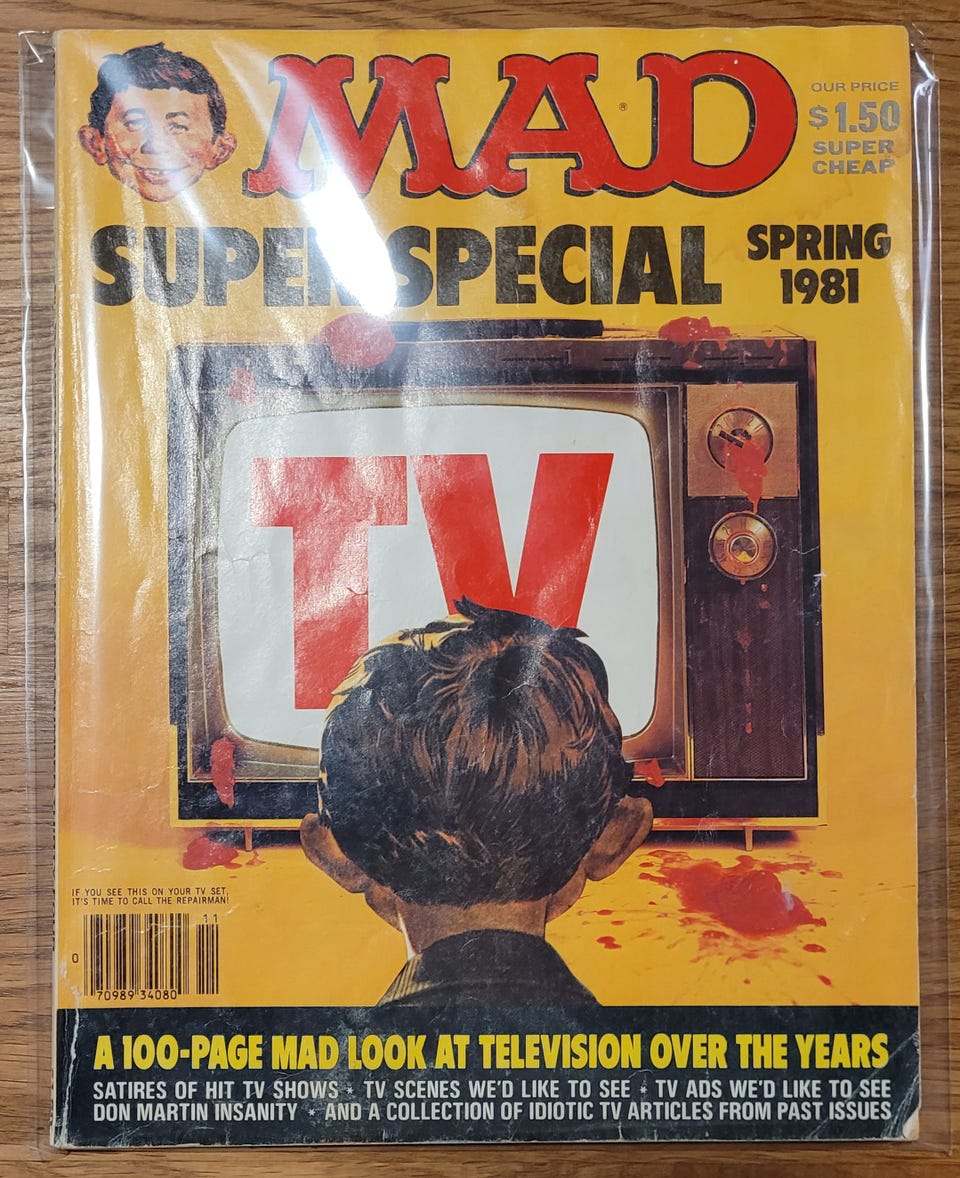 MAD ®
OUR PRICE
$1.50
SUPER
CHEAP
SUPER SPECIAL
SPRING
1981
TV
IF YOU SEE THIS ON YOUR TV SET,
IT'S TIME TO CALL THE REPAIRMAN!
11
0
70989 34080
A 100-PAGE MAD LOOK AT TELEVISION OVER THE YEARS
SATIRES OF HIT TV SHOWS * TV SCENES WE'D LIKE TO SEE * TV ADS WE'D LIKE TO SEE
DON MARTIN INSANITY * AND A COLLECTION OF IDIOTIC TV ARTICLES FROM PAST ISSUES